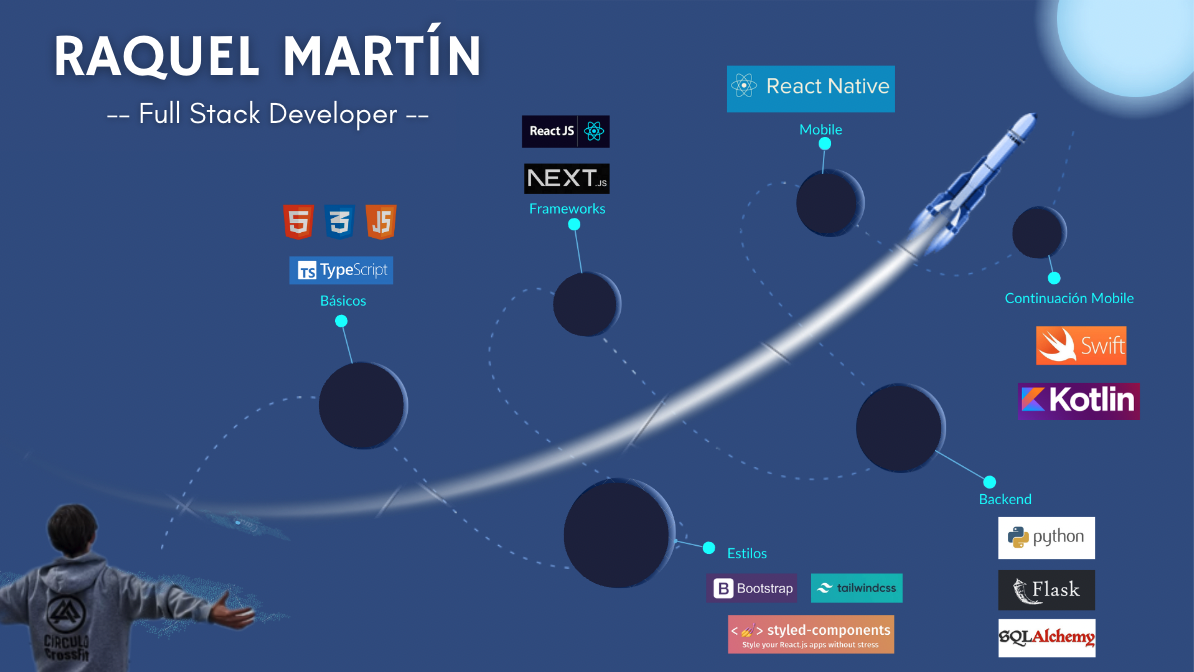 RAQUEL MARTÍN
-- Full Stack Developer --
React Native
Mobile
React JS
NEXT.JS
Frameworks
5 3 JS
TS TypeScript
Básicos
Continuación Mobile
Swift
Kotlin
Backend
python
Flask
SQLAlchemy
Estilos
B Bootstrap
tailwindcss
< > styled-components
Style your React.js apps without stress
CÍRCULO
CrossFit